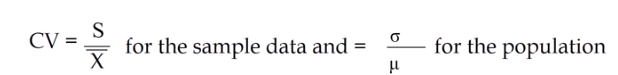 CV = S / X̄ for the sample data and = σ / μ for the population